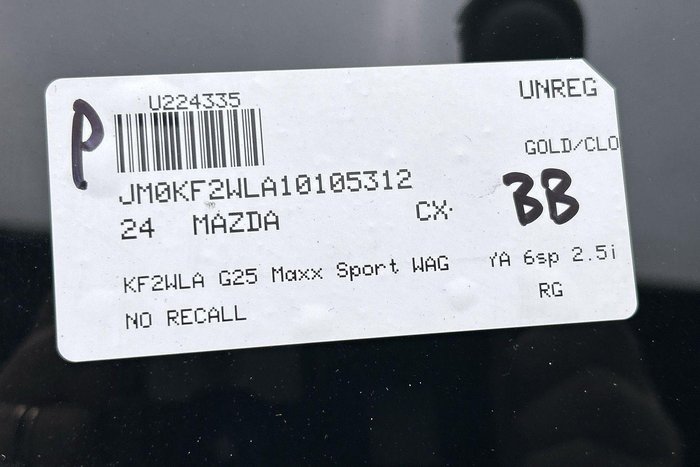 U224335
UNREG
P
GOLD/CLO
JM0KF2WLA10105312
24 MAZDA CX-
BB
KF2WLA G25 Maxx Sport WAG YA 6sp 2.5i
NO RECALL
RG